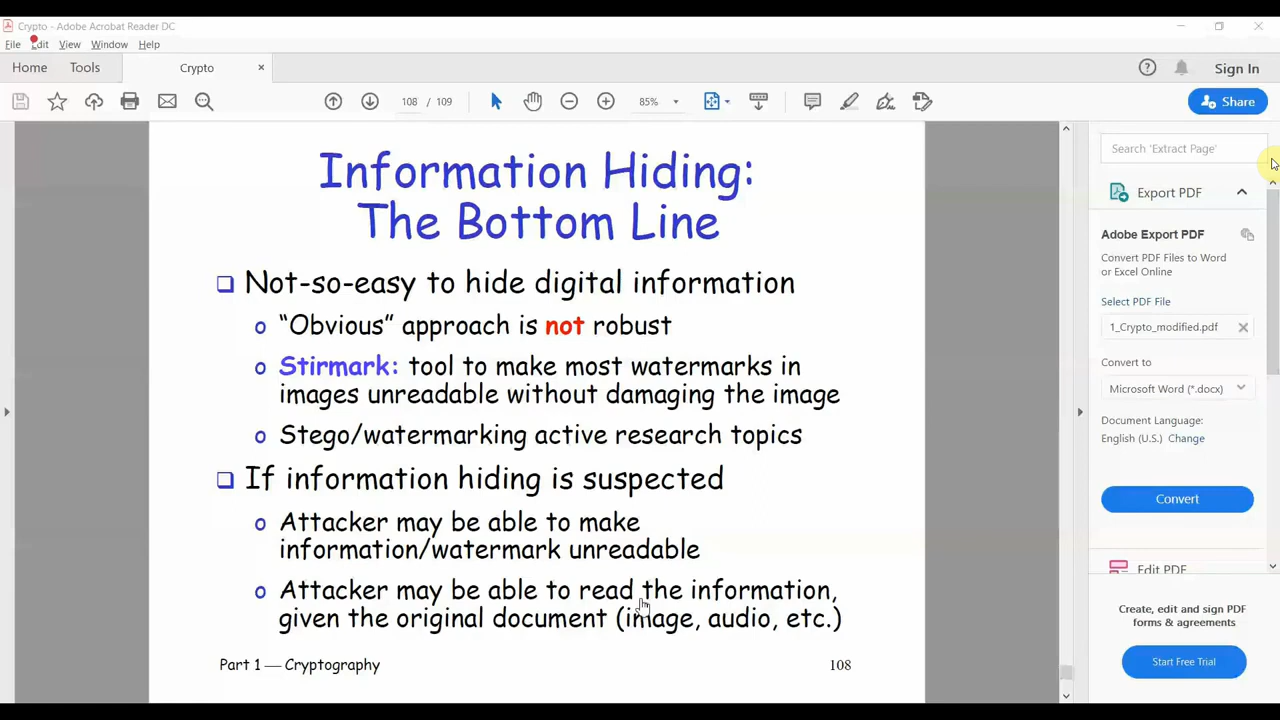 Crypto - Adobe Acrobat Reader DC
File Edit View Window Help
Home Tools Crypto × Sign In
108 / 109 85% Share
Information Hiding:
The Bottom Line
Not-so-easy to hide digital information
o "Obvious" approach is not robust
o Stirmark: tool to make most watermarks in
images unreadable without damaging the image
o Stego/watermarking active research topics
If information hiding is suspected
o Attacker may be able to make
information/watermark unreadable
o Attacker may be able to read the information,
given the original document (image, audio, etc.)
Part 1 — Cryptography 108
Search 'Extract Page'
Export PDF
Adobe Export PDF
Convert PDF Files to Word
or Excel Online
Select PDF File
1_Crypto_modified.pdf
Convert to
Microsoft Word (*.docx)
Document Language:
English (U.S.) Change
Convert
Edit PDF
Create, edit and sign PDF
forms & agreements
Start Free Trial